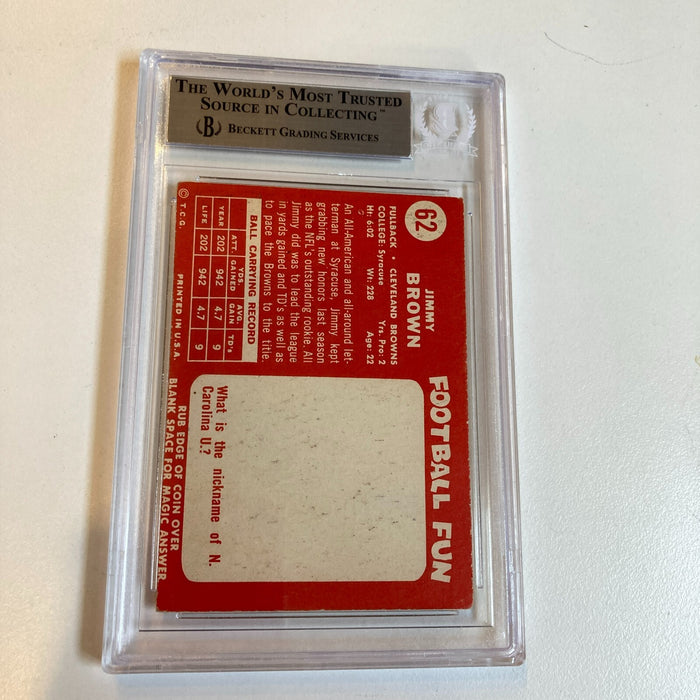 THE WORLD'S MOST TRUSTED
SOURCE IN COLLECTING™
B BECKETT GRADING SERVICES
62
JIMMY
BROWN
FULLBACK • CLEVELAND BROWNS
COLLEGE: Syracuse Yrs. Pro: 2
Ht: 6:02 Wt: 228 Age: 22
An All-American and all-around let-
terman at Syracuse, Jimmy kept
grabbing new honors last season
as the NFL's outstanding rookie. All
Jimmy did was to lead the league
in yards gained and TD's as well as
to pace the Browns to the title.
BALL CARRYING RECORD
ATT. YDS. GAINED AVG. GAIN TD's
YEAR 202 942 4.7 9
LIFE 202 942 4.7 9
© T.C.G. PRINTED IN U.S.A.
FOOTBALL FUN
What is the nickname of N.
Carolina U.?
RUB EDGE OF COIN OVER
BLANK SPACE FOR MAGIC ANSWER